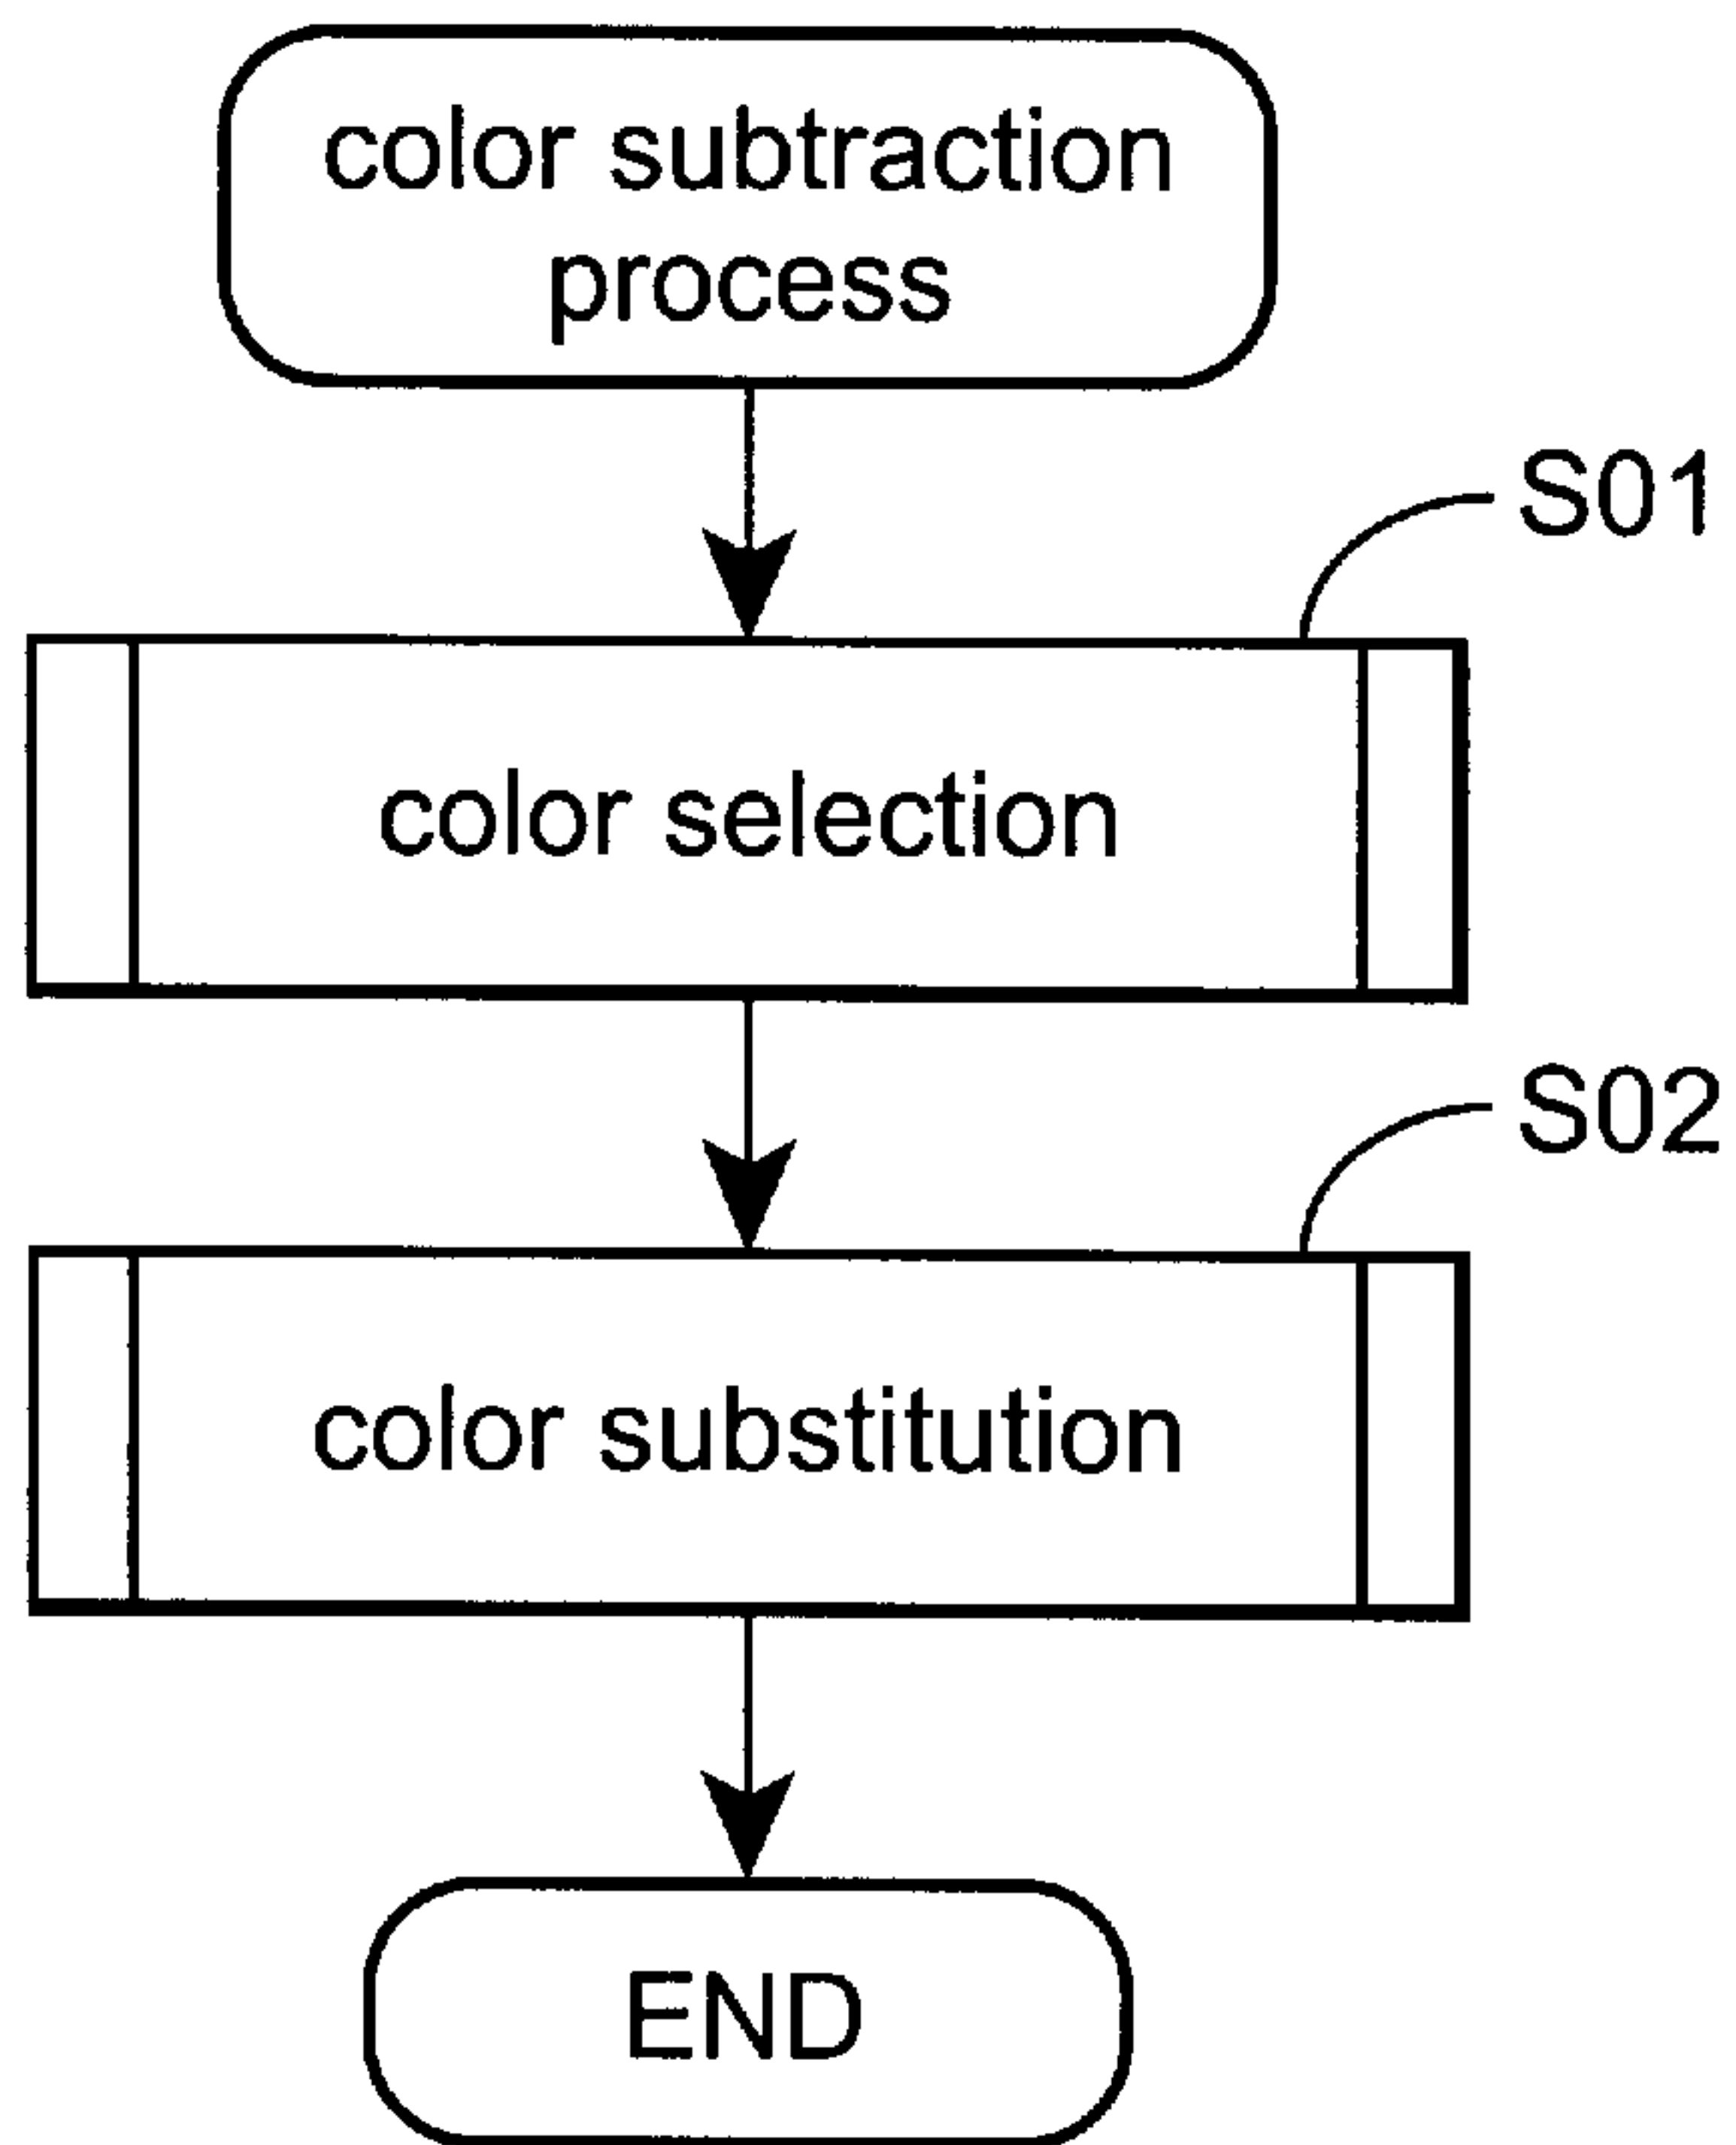 color subtraction
process
S01
color selection
S02
color substitution
END